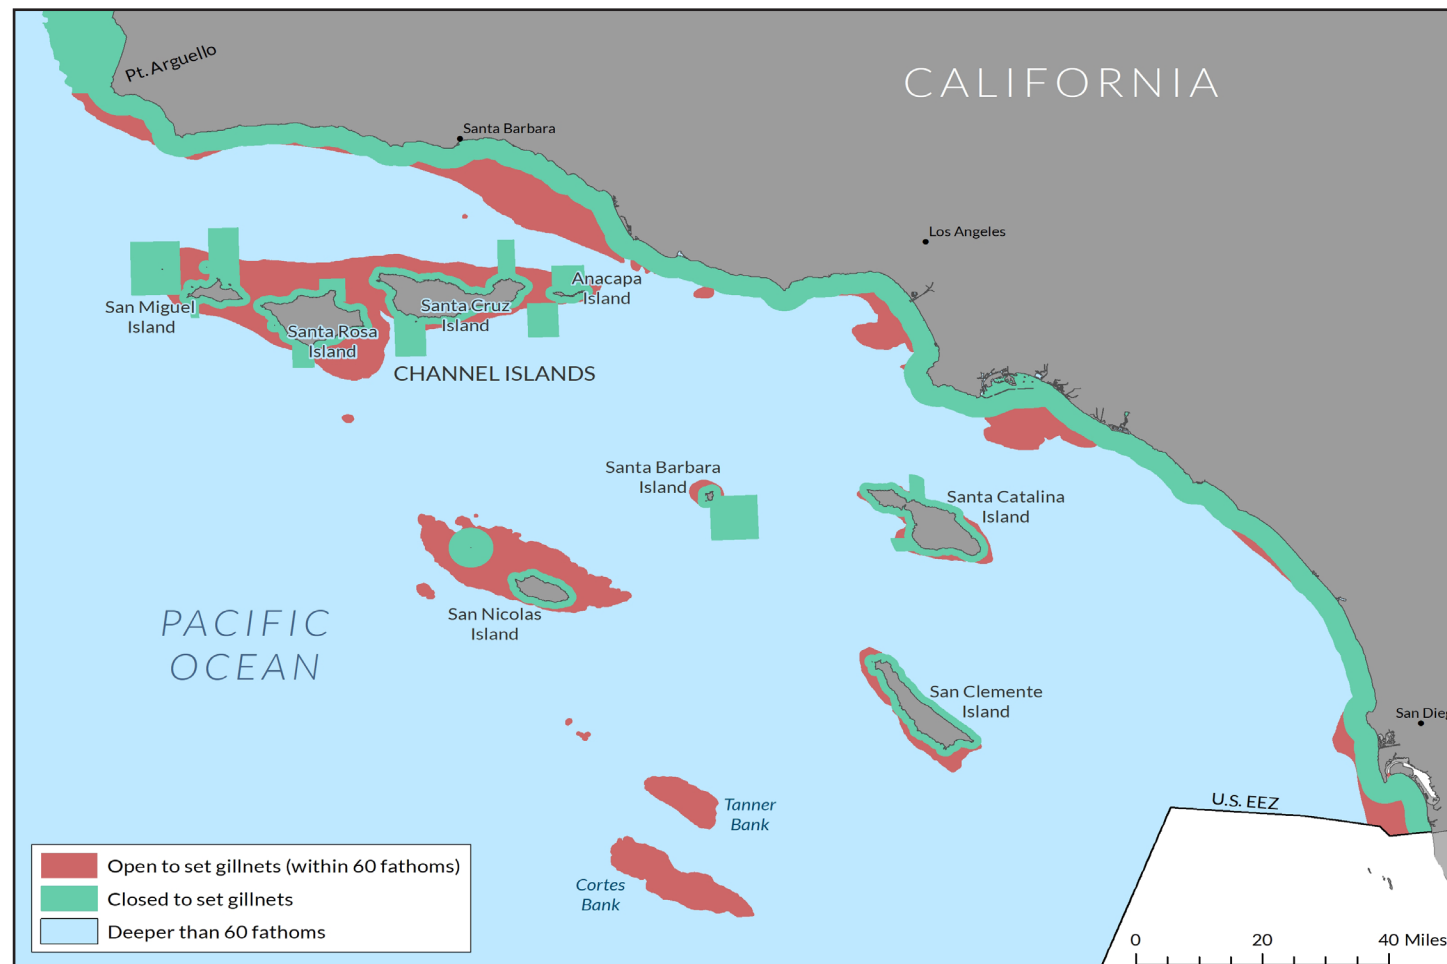 CALIFORNIA
Pt. Arguello
Santa Barbara
Los Angeles
San Miguel
Island
Santa Rosa
Island
Santa Cruz
Island
Anacapa
Island
CHANNEL ISLANDS
Santa Barbara
Island
Santa Catalina
Island
San Nicolas
Island
PACIFIC
OCEAN
San Clemente
Island
San Dieg
Tanner
Bank
Cortes
Bank
U.S. EEZ
Open to set gillnets (within 60 fathoms)
Closed to set gillnets
Deeper than 60 fathoms
0 20 40 Miles